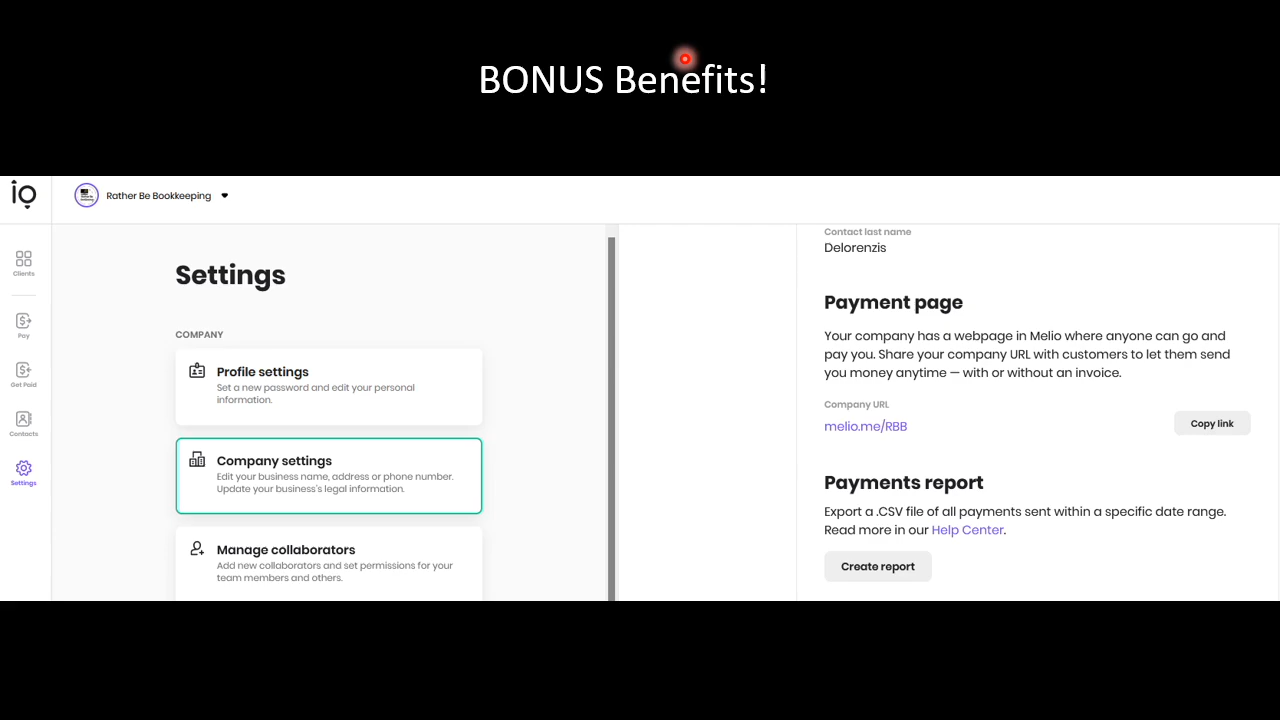 BONUS Benefits!
io
Rather Be Bookkeeping
Clients
Pay
Get Paid
Contacts
Settings
Settings
COMPANY
Profile settings
Set a new password and edit your personal
information.
Company settings
Edit your business name, address or phone number.
Update your business's legal information.
Manage collaborators
Add new collaborators and set permissions for your
team members and others.
Contact last name
Delorenzis
Payment page
Your company has a webpage in Melio where anyone can go and
pay you. Share your company URL with customers to let them send
you money anytime — with or without an invoice.
Company URL
melio.me/RBB
Copy link
Payments report
Export a .CSV file of all payments sent within a specific date range.
Read more in our Help Center.
Create report